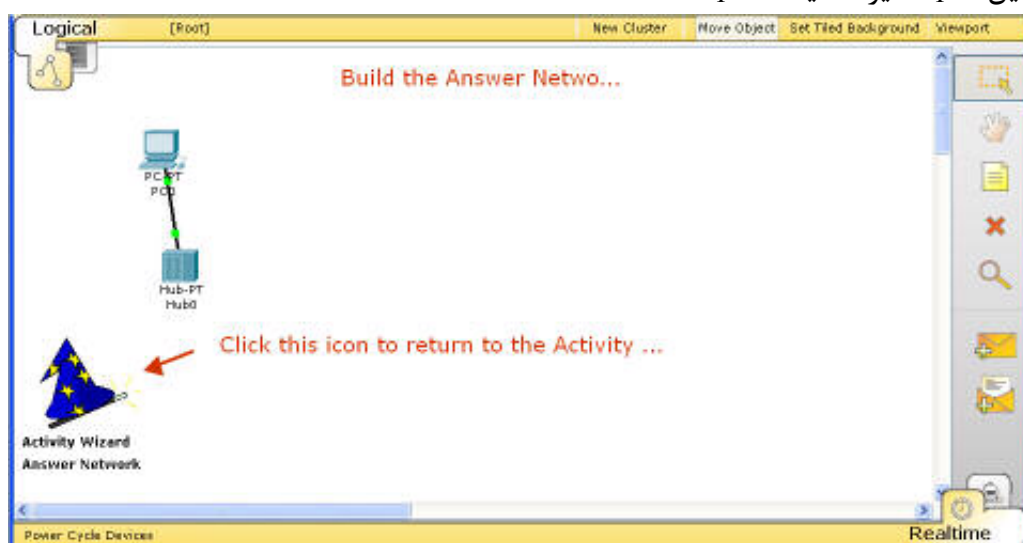 Logical [Root] New Cluster Move Object Set Tiled Background Viewport
Build the Answer Netwo...
PC-PT
Hub-PT
Hub0
Click this icon to return to the Activity ...
Activity Wizard
Answer Network
Power Cycle Devices Realtime